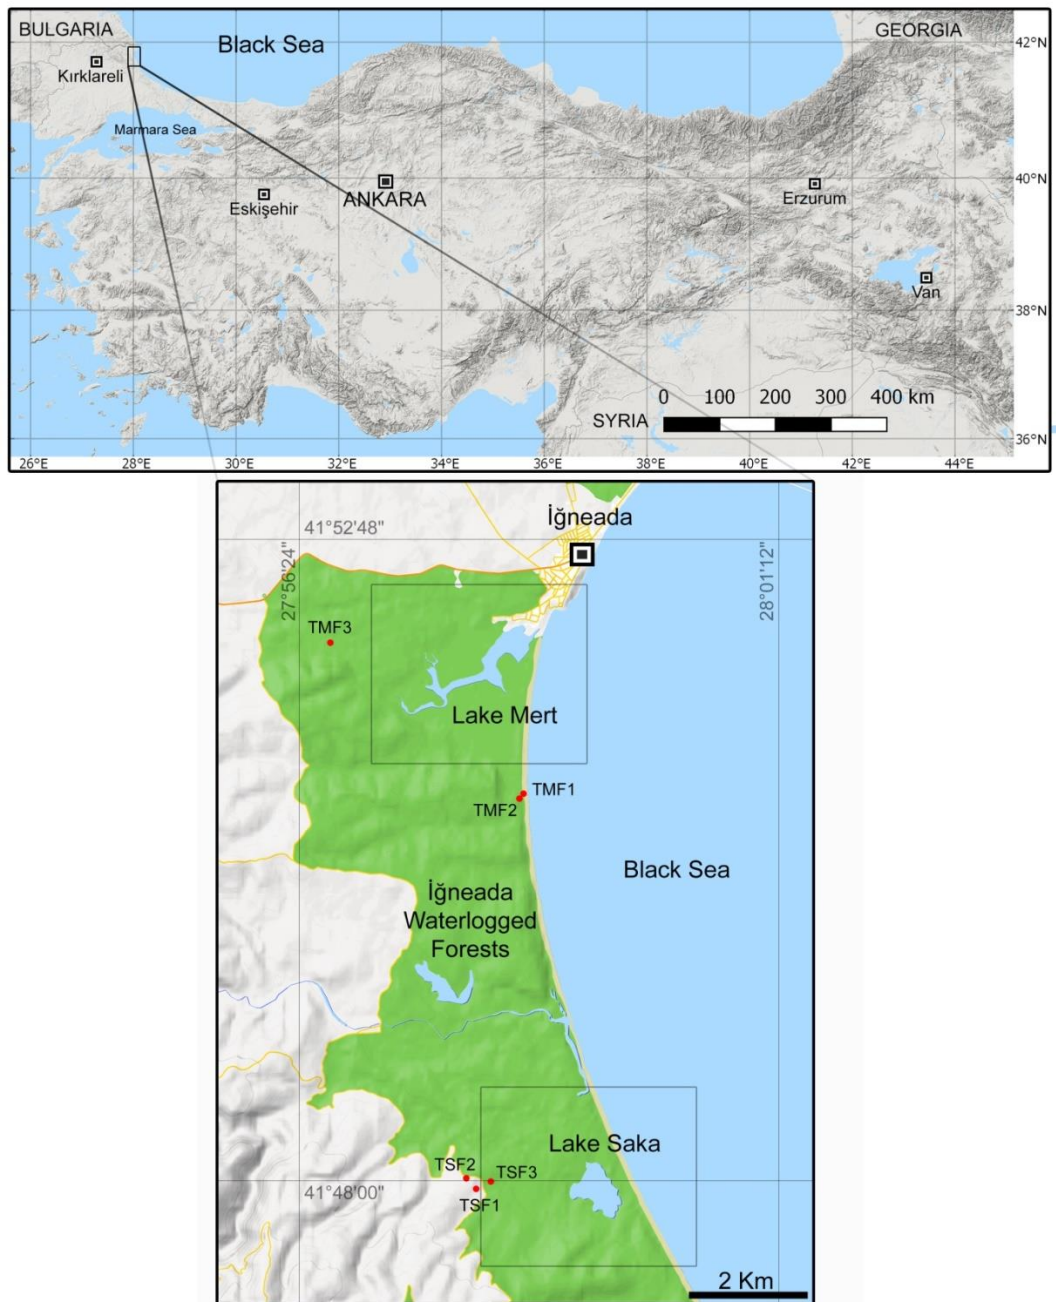 BULGARIA
Black Sea
GEORGIA
42°N
Kırklareli
Marmara Sea
40°N
ANKARA
Eskişehir
Erzurum
Van
38°N
0 100 200 300 400 km
SYRIA
36°N
26°E 28°E 30°E 32°E 34°E 36°E 38°E 40°E 42°E 44°E
İğneada
41°52'48"
27°56'24"
28°01'12"
TMF3
Lake Mert
TMF1
TMF2
Black Sea
İğneada
Waterlogged
Forests
Lake Saka
TSF2
TSF3
41°48'00"
TSF1
2 Km